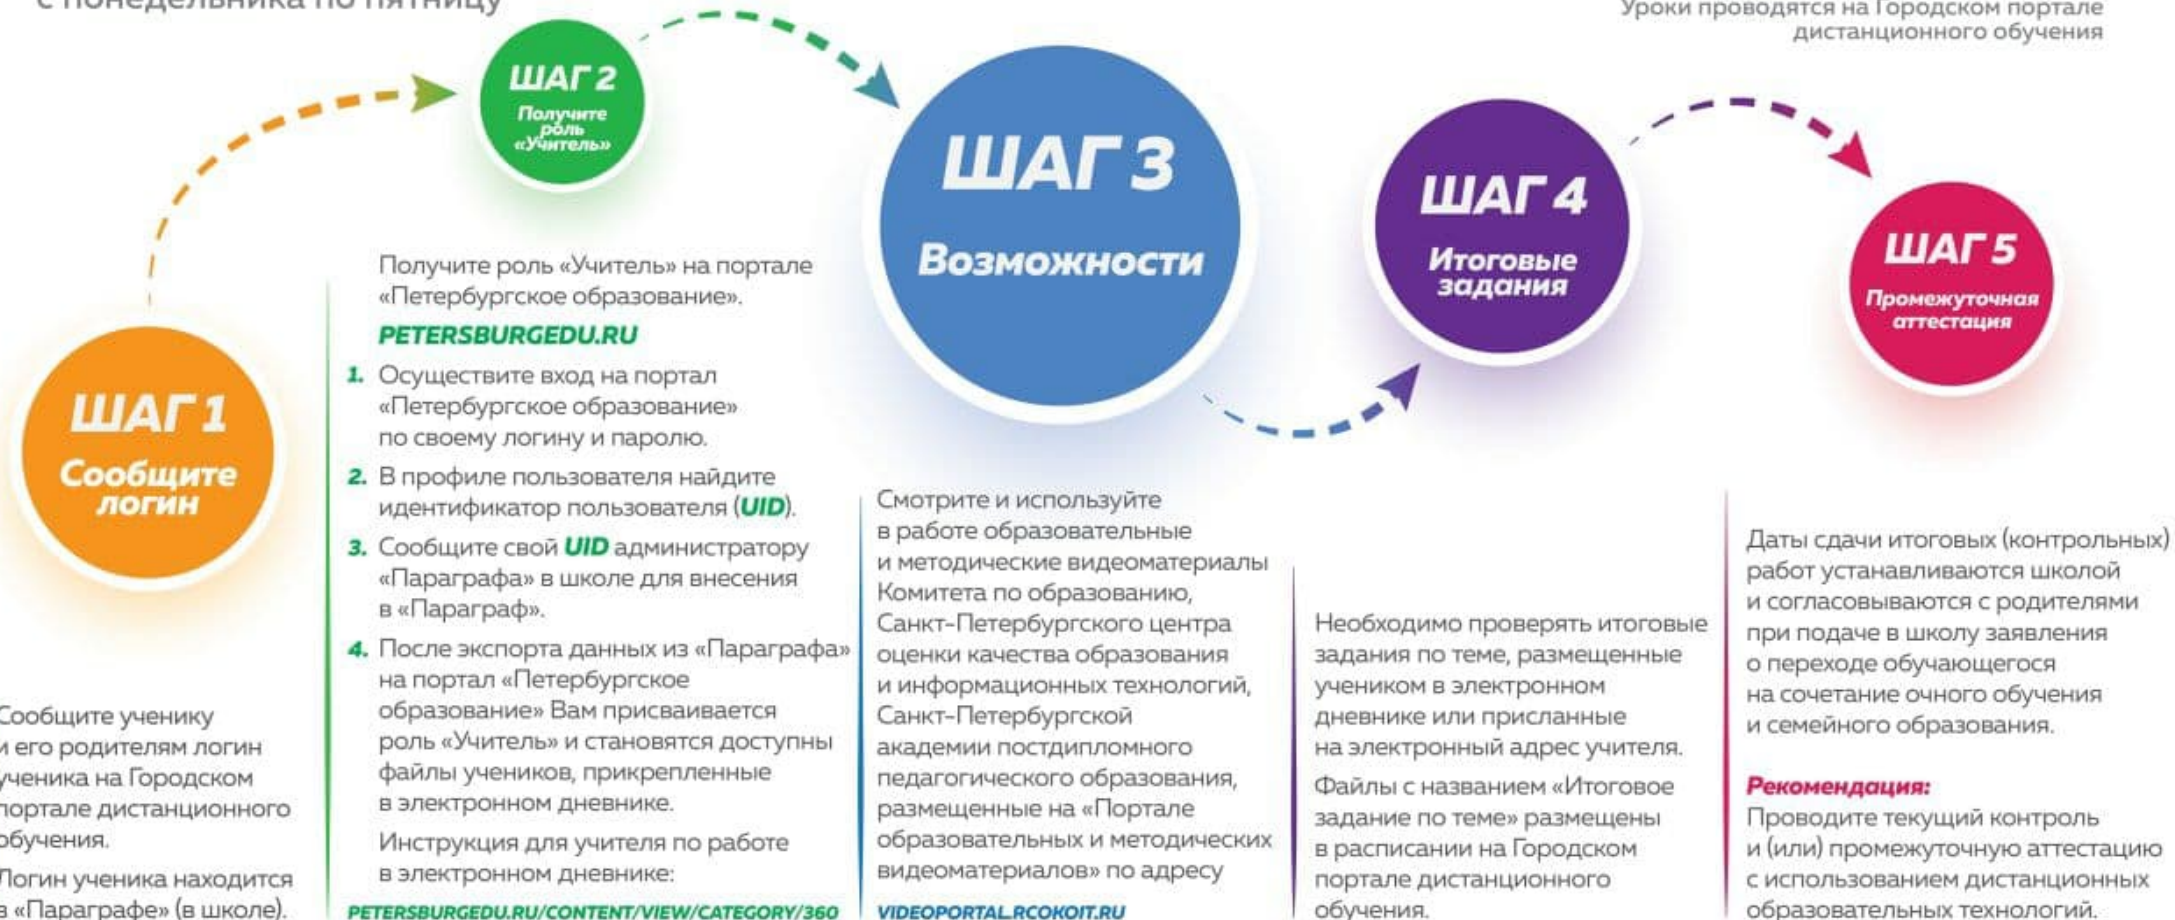 с понедельника по пятницу
Уроки проводятся на Городском портале
дистанционного обучения
ШАГ 1
Сообщите
логин
Сообщите ученику
и его родителям логин
ученика на Городском
портале дистанционного
обучения.
Логин ученика находится
в «Параграфе» (в школе).
ШАГ 2
Получите
роль
«Учитель»
Получите роль «Учитель» на портале
«Петербургское образование».
PETERSBURGEDU.RU
1. Осуществите вход на портал
«Петербургское образование»
по своему логину и паролю.
2. В профиле пользователя найдите
идентификатор пользователя (UID).
3. Сообщите свой UID администратору
«Параграфа» в школе для внесения
в «Параграф».
4. После экспорта данных из «Параграфа»
на портал «Петербургское
образование» Вам присваивается
роль «Учитель» и становятся доступны
файлы учеников, прикрепленные
в электронном дневнике.
Инструкция для учителя по работе
в электронном дневнике:
PETERSBURGEDU.RU/CONTENT/VIEW/CATEGORY/360
ШАГ 3
Возможности
Смотрите и используйте
в работе образовательные
и методические видеоматериалы
Комитета по образованию,
Санкт-Петербургского центра
оценки качества образования
и информационных технологий,
Санкт-Петербургской
академии постдипломного
педагогического образования,
размещенные на «Портале
образовательных и методических
видеоматериалов» по адресу
VIDEOPORTAL.RCOKOIT.RU
ШАГ 4
Итоговые
задания
Необходимо проверять итоговые
задания по теме, размещенные
учеником в электронном
дневнике или присланные
на электронный адрес учителя.
Файлы с названием «Итоговое
задание по теме» размещены
в расписании на Городском
портале дистанционного
обучения.
ШАГ 5
Промежуточная
аттестация
Даты сдачи итоговых (контрольных)
работ устанавливаются школой
и согласовываются с родителями
при подаче в школу заявления
о переходе обучающегося
на сочетание очного обучения
и семейного образования.
Рекомендация:
Проводите текущий контроль
и (или) промежуточную аттестацию
с использованием дистанционных
образовательных технологий.